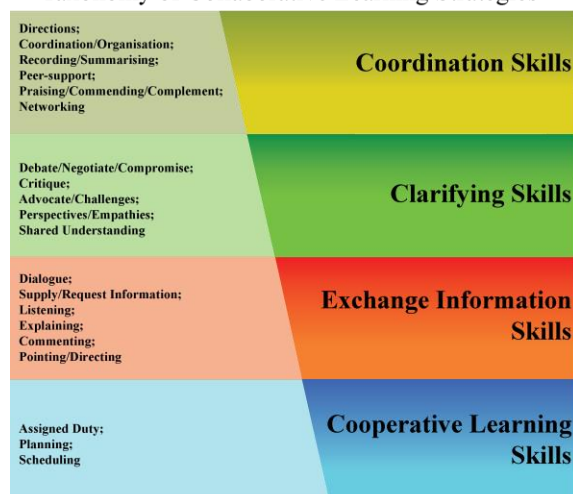 Directions;
Coordination/Organisation;
Recording/Summarising;
Peer-support;
Praising/Commending/Complement;
Networking
Coordination Skills
Debate/Negotiate/Compromise;
Critique;
Advocate/Challenges;
Perspectives/Empathies;
Shared Understanding
Clarifying Skills
Dialogue;
Supply/Request Information;
Listening;
Explaining;
Commenting;
Pointing/Directing
Exchange Information
Skills
Assigned Duty;
Planning;
Scheduling
Cooperative Learning
Skills